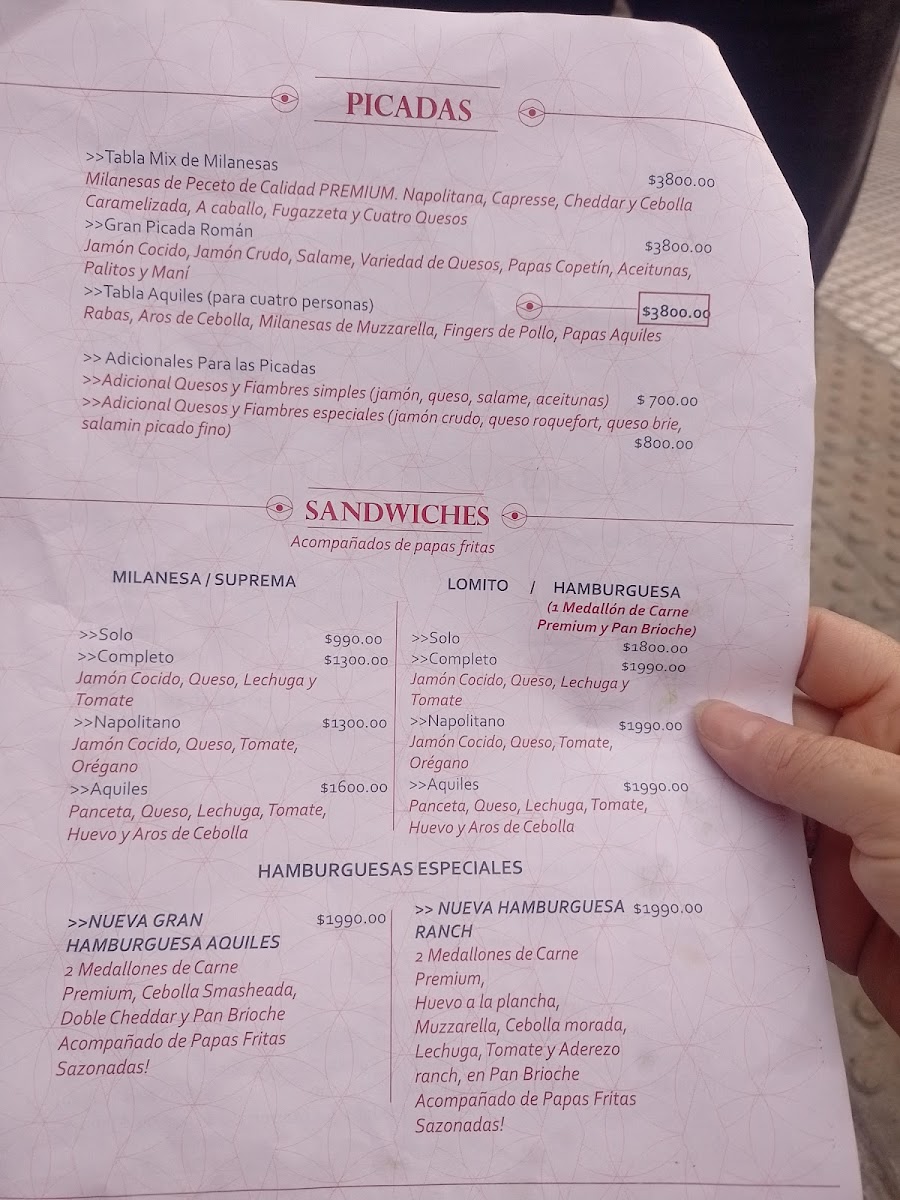 PICADAS
>>Tabla Mix de Milanesas
$3800.00
Milanesas de Peceto de Calidad PREMIUM. Napolitana, Capresse, Cheddar y Cebolla
Caramelizada, A caballo, Fugazzeta y Cuatro Quesos
>>Gran Picada Román $3800.00
Jamón Cocido, Jamón Crudo, Salame, Variedad de Quesos, Papas Copetín, Aceitunas,
Palitos y Maní
>>Tabla Aquiles (para cuatro personas) $3800.00
Rabas, Aros de Cebolla, Milanesas de Muzzarella, Fingers de Pollo, Papas Aquiles
>> Adicionales Para las Picadas
>>Adicional Quesos y Fiambres simples (jamón, queso, salame, aceitunas) $ 700.00
>>Adicional Quesos y Fiambres especiales (jamón crudo, queso roquefort, queso brie,
salamin picado fino) $800.00
SANDWICHES
Acompañados de papas fritas
MILANESA / SUPREMA
>>Solo $990.00
>>Completo $1300.00
Jamón Cocido, Queso, Lechuga y
Tomate
>>Napolitano $1300.00
Jamón Cocido, Queso, Tomate,
Orégano
>>Aquiles $1600.00
Panceta, Queso, Lechuga, Tomate,
Huevo y Aros de Cebolla
LOMITO / HAMBURGUESA
(1 Medallón de Carne
Premium y Pan Brioche)
>>Solo $1800.00
>>Completo $1990.00
Jamón Cocido, Queso, Lechuga y
Tomate
>>Napolitano $1990.00
Jamón Cocido, Queso, Tomate,
Orégano
>>Aquiles $1990.00
Panceta, Queso, Lechuga, Tomate,
Huevo y Aros de Cebolla
HAMBURGUESAS ESPECIALES
>>NUEVA GRAN $1990.00
HAMBURGUESA AQUILES
2 Medallones de Carne
Premium, Cebolla Smasheada,
Doble Cheddar y Pan Brioche
Acompañado de Papas Fritas
Sazonadas!
>> NUEVA HAMBURGUESA $1990.00
RANCH
2 Medallones de Carne
Premium,
Huevo a la plancha,
Muzzarella, Cebolla morada,
Lechuga, Tomate y Aderezo
ranch, en Pan Brioche
Acompañado de Papas Fritas
Sazonadas!